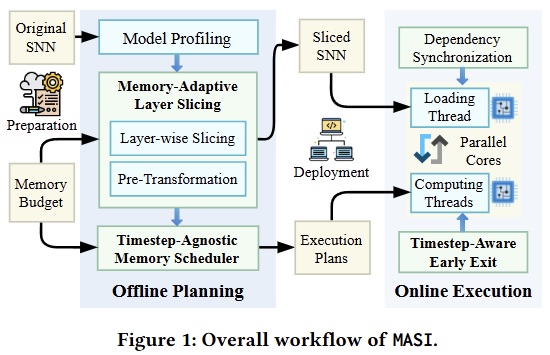 Original
SNN
Preparation
Memory
Budget
Model Profiling
Memory-Adaptive
Layer Slicing
Layer-wise Slicing
Pre-Transformation
Timestep-Agnostic
Memory Scheduler
Offline Planning
Sliced
SNN
Deployment
Execution
Plans
Dependency
Synchronization
Loading
Thread
Parallel
Cores
Computing
Threads
Timestep-Aware
Early Exit
Online Execution
Figure 1: Overall workflow of MASI.